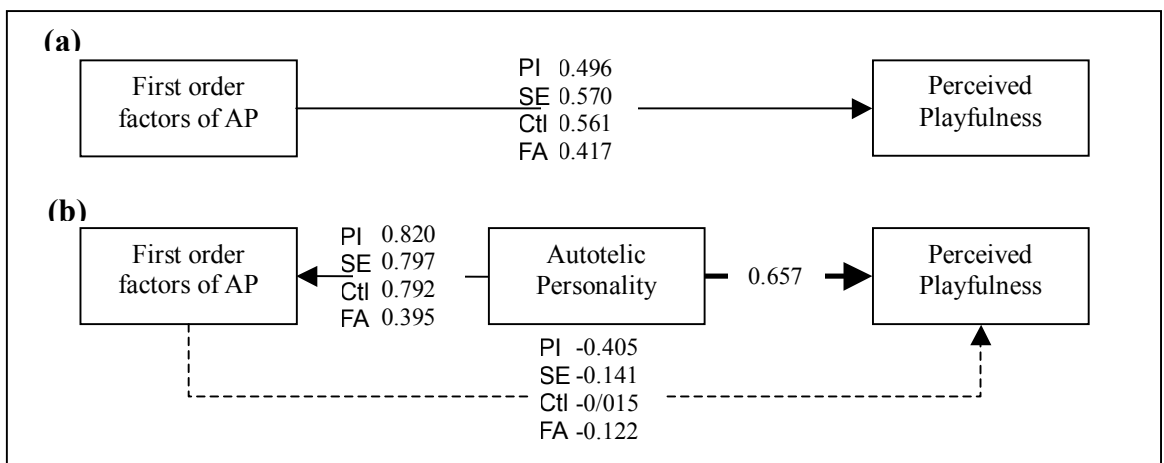 (a)
First order
factors of AP
PI 0.496
SE 0.570
Ctl 0.561
FA 0.417
Perceived
Playfulness
(b)
First order
factors of AP
PI 0.820
SE 0.797
Ctl 0.792
FA 0.395
Autotelic
Personality
0.657
Perceived
Playfulness
PI -0.405
SE -0.141
Ctl -0/015
FA -0.122